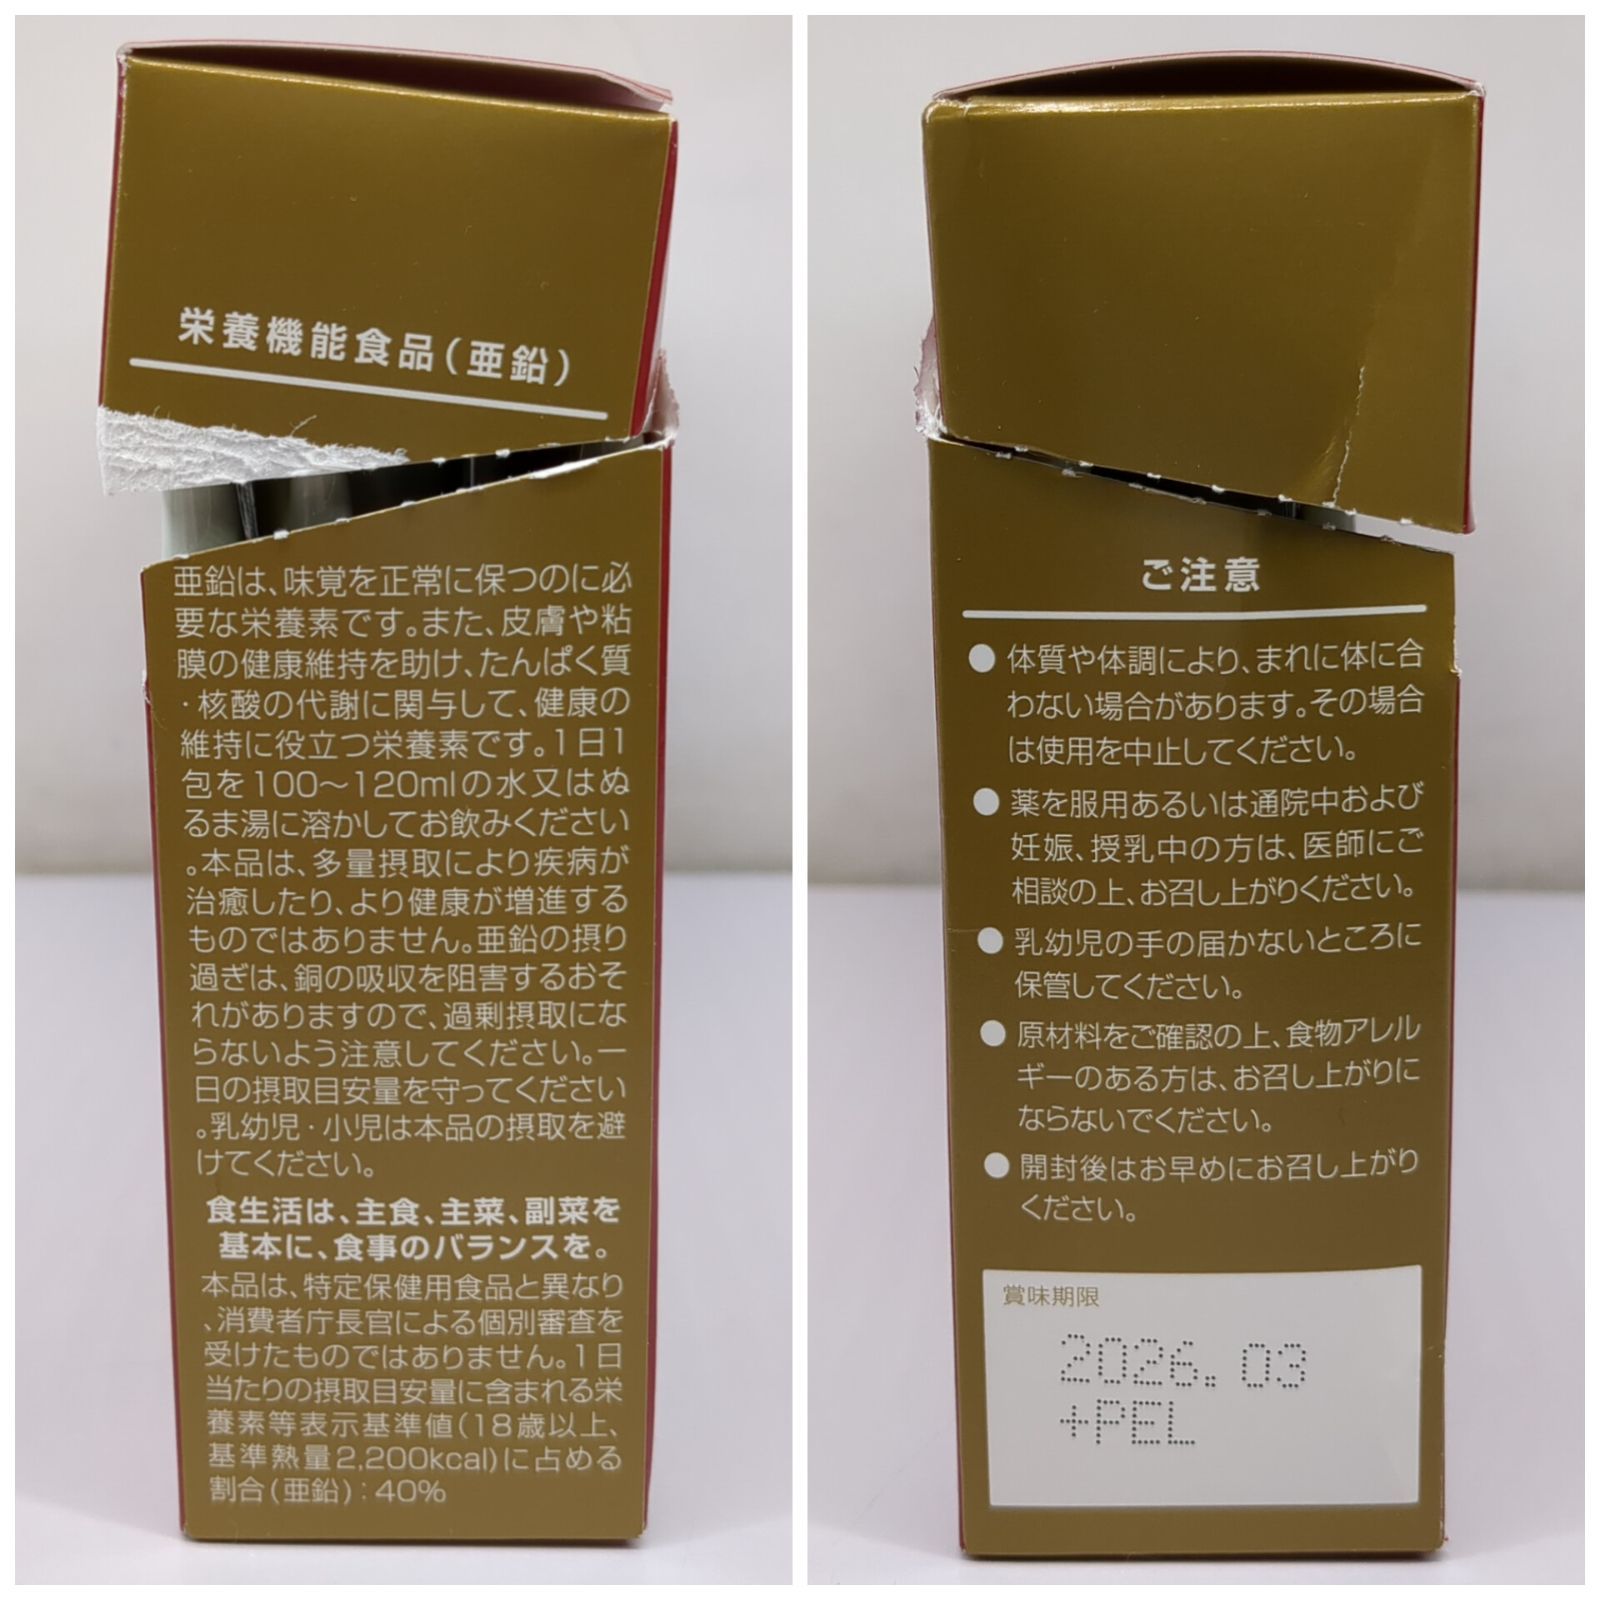 栄養機能食品(亜鉛)
亜鉛は、味覚を正常に保つのに必
要な栄養素です。また、皮膚や粘
膜の健康維持を助け、たんぱく質
・核酸の代謝に関与して、健康の
維持に役立つ栄養素です。1日1
包を100〜120mlの水又はぬ
るま湯に溶かしてお飲みください
。本品は、多量摂取により疾病が
治癒したり、より健康が増進する
ものではありません。亜鉛の摂り
過ぎは、銅の吸収を阻害するおそ
れがありますので、過剰摂取にな
らないよう注意してください。一
日の摂取目安量を守ってください
。乳幼児・小児は本品の摂取を避
けてください。
食生活は、主食、主菜、副菜を
基本に、食事のバランスを。
本品は、特定保健用食品と異なり
、消費者庁長官による個別審査を
受けたものではありません。1日
当たりの摂取目安量に含まれる栄
養素等表示基準値(18歳以上、
基準熱量2,200kcal)に占める
割合(亜鉛):40%
ご注意
●体質や体調により、まれに体に合
わない場合があります。その場合
は使用を中止してください。
●薬を服用あるいは通院中および
妊娠、授乳中の方は、医師にご
相談の上、お召し上がりください。
●乳幼児の手の届かないところに
保管してください。
●原材料をご確認の上、食物アレル
ギーのある方は、お召し上がりに
ならないでください。
●開封後はお早めにお召し上がり
ください。
賞味期限
2026.03
+PEL